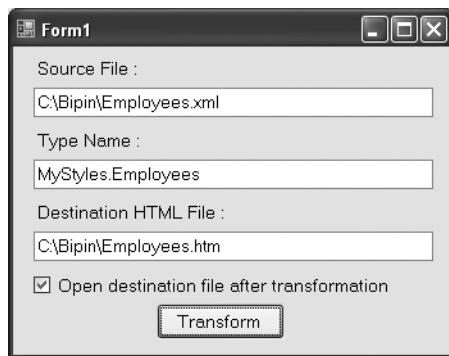 Form1
Source File :
C:\Bipin\Employees.xml
Type Name :
MyStyles.Employees
Destination HTML File :
C:\Bipin\Employees.htm
Open destination file after transformation
Transform